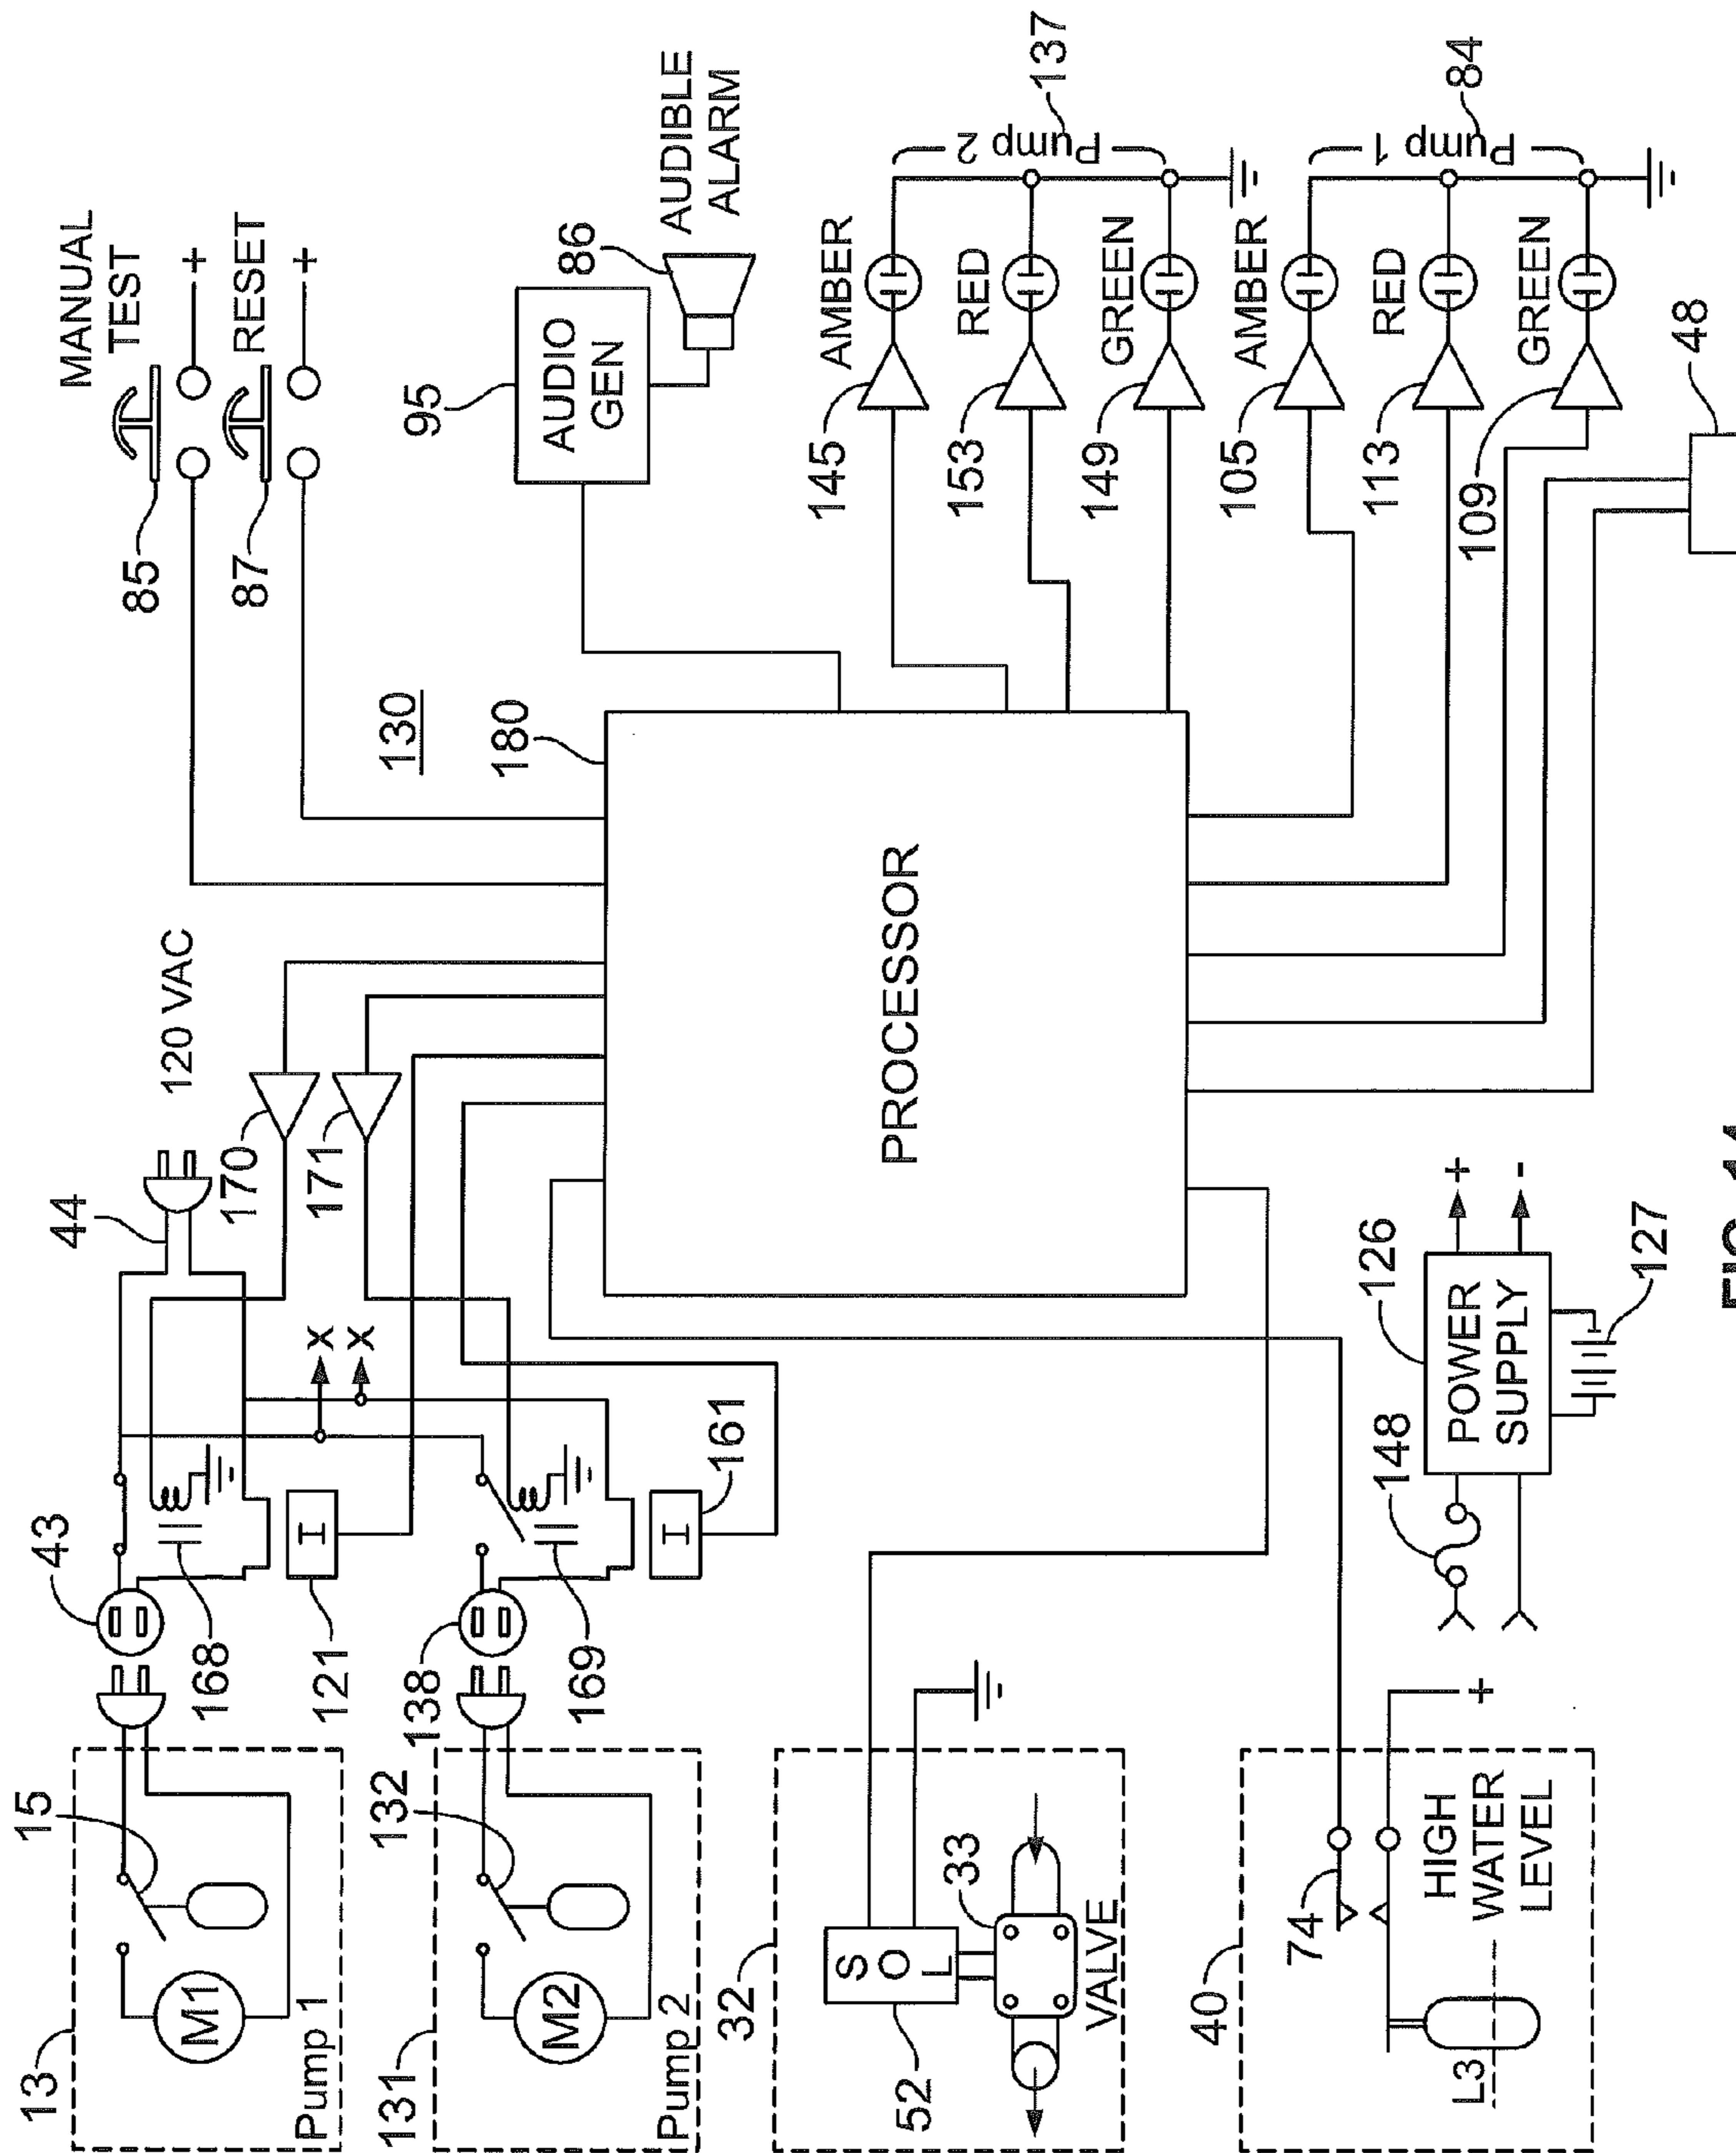 13
15
M1
Pump 1
43
168
121
I
44
120 VAC
170
171
X
X
131
132
M2
Pump 2
138
169
161
I
32
52
SOL
33
VALVE
40
74
HIGH
WATER
LEVEL
L3
+
148
126
POWER
SUPPLY
+
-
127
130
180
PROCESSOR
MANUAL
TEST
85
+
RESET
87
+
95
AUDIO
GEN
86
AUDIBLE
ALARM
AMBER
145
RED
153
GREEN
149
Pump 2
137
AMBER
105
RED
113
GREEN
109
Pump 1
84
48